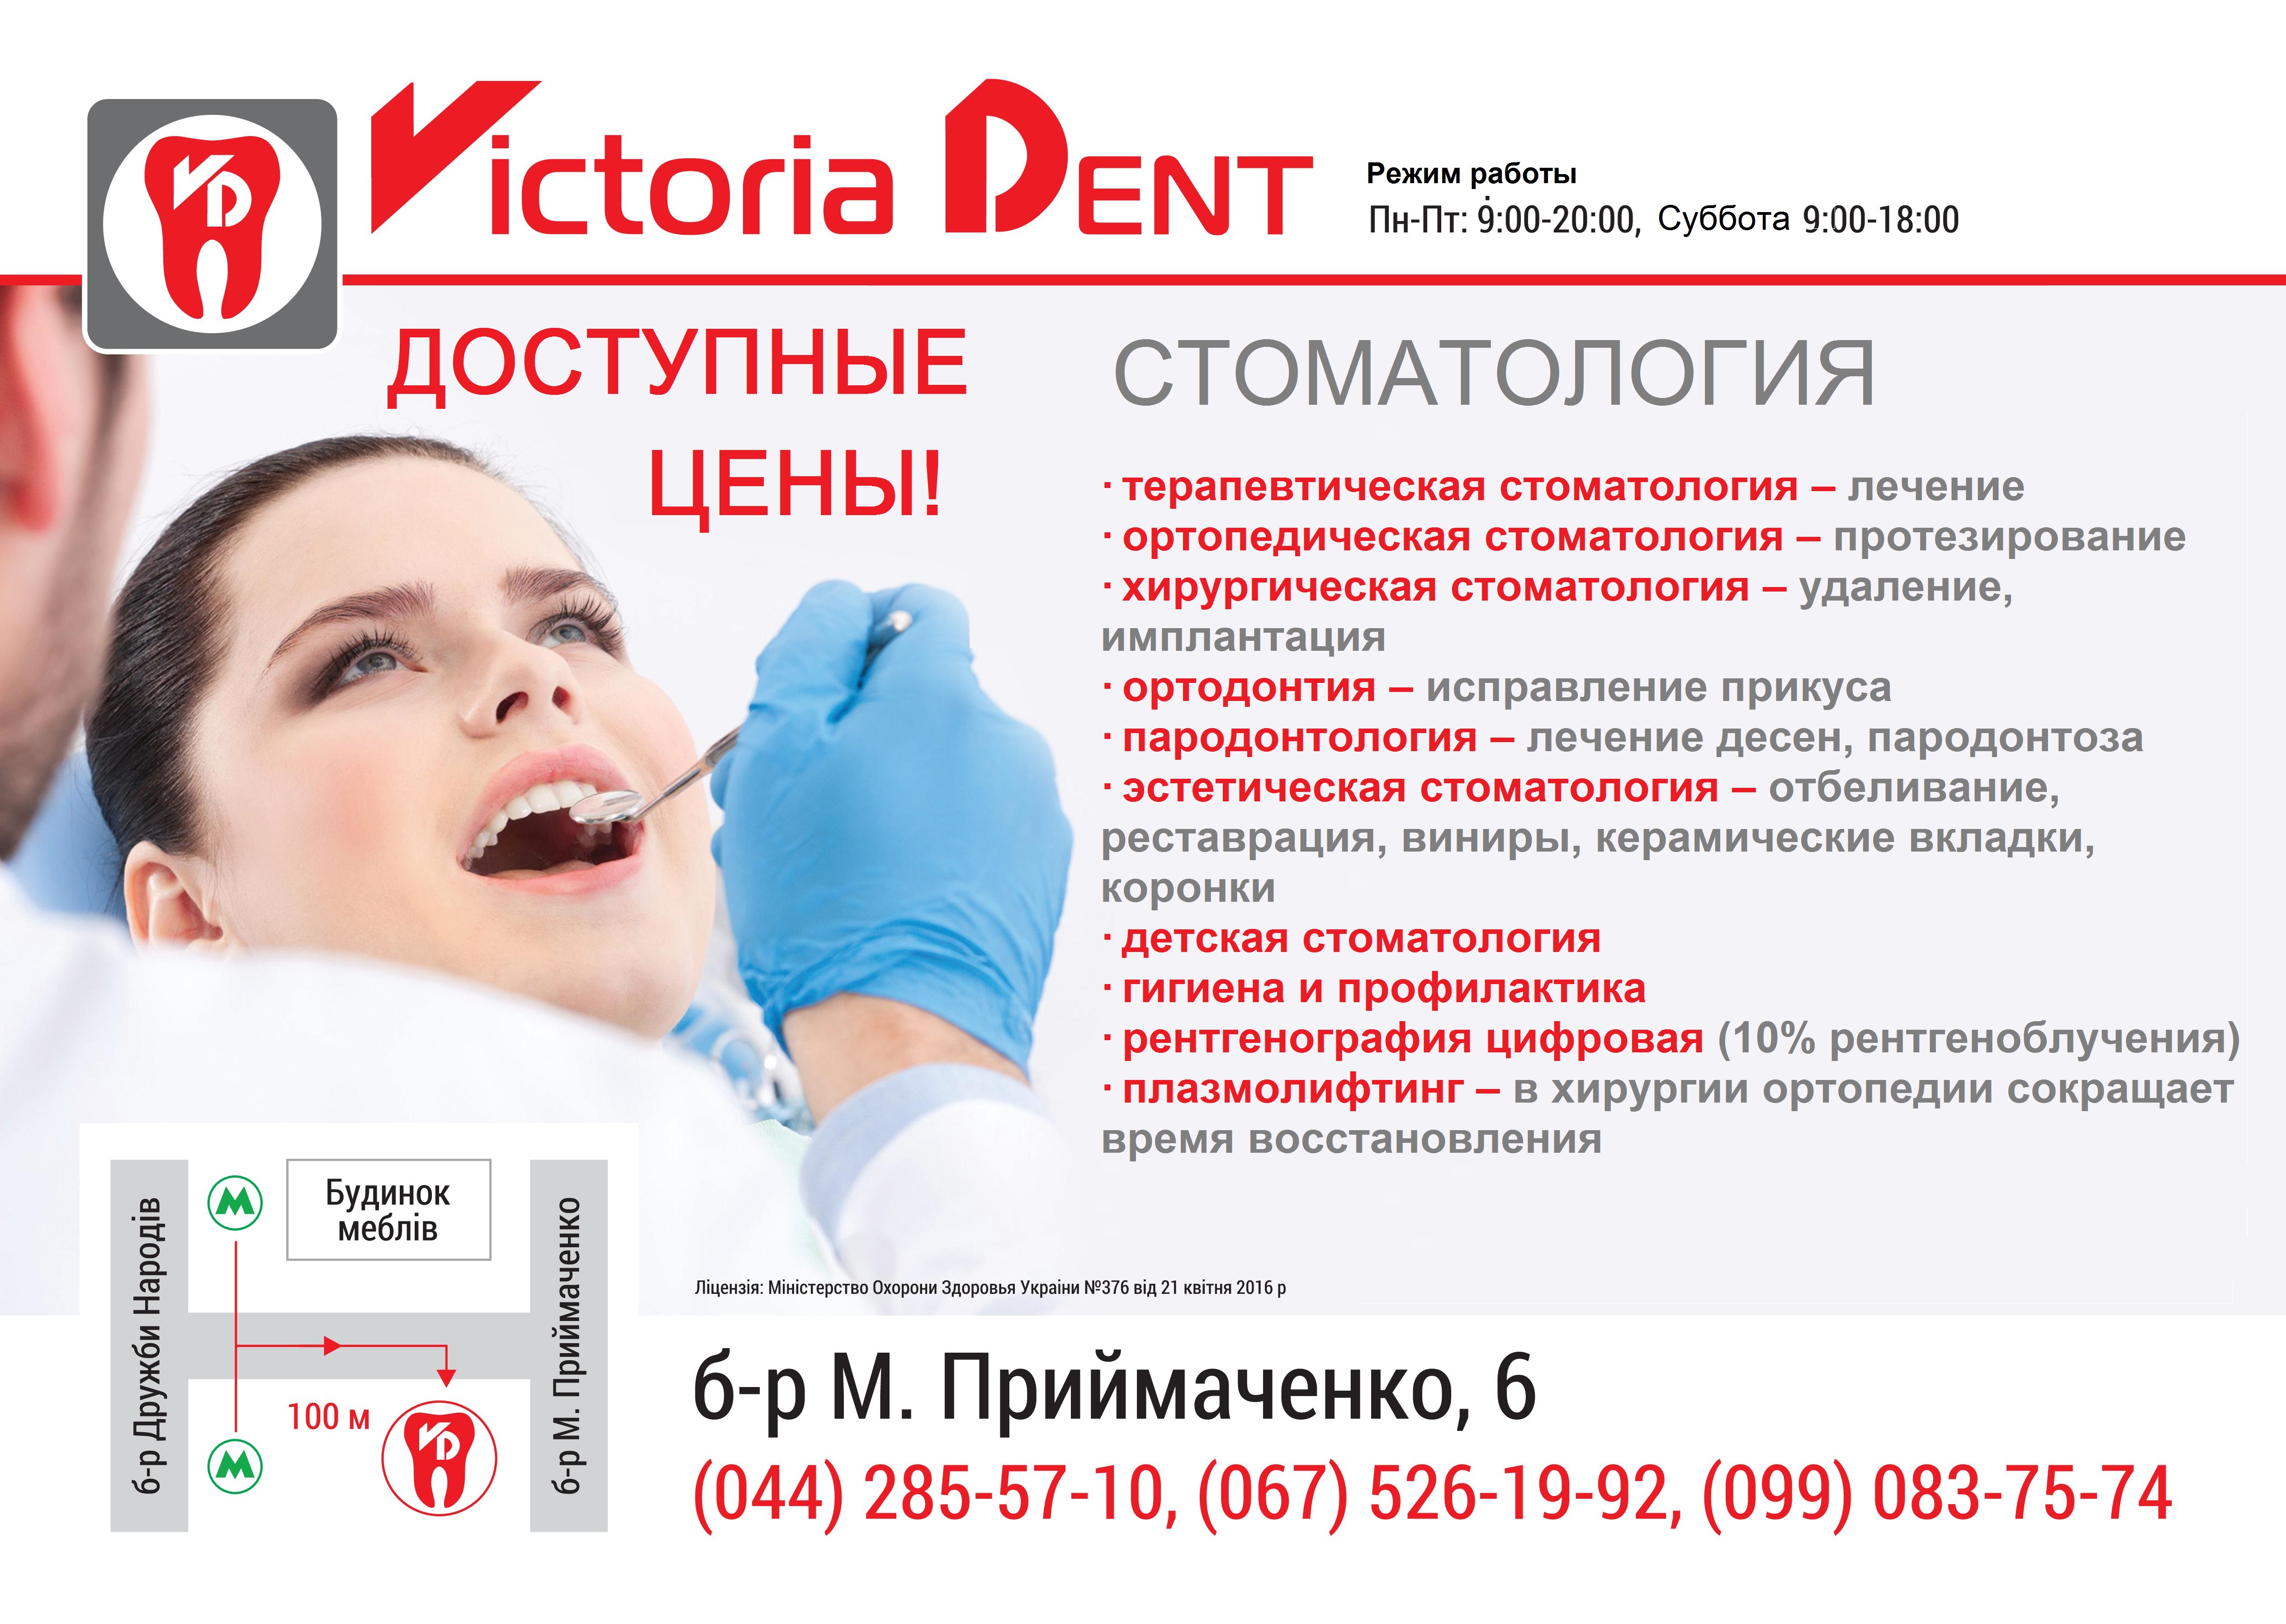 Victoria DENT
Режим работы
Пн-Пт: 9:00-20:00, Суббота 9:00-18:00
VD
ДОСТУПНЫЕ
ЦЕНЫ!
СТОМАТОЛОГИЯ
· терапевтическая стоматология – лечение
· ортопедическая стоматология – протезирование
· хирургическая стоматология – удаление,
имплантация
· ортодонтия – исправление прикуса
· пародонтология – лечение десен, пародонтоза
· эстетическая стоматология – отбеливание,
реставрация, виниры, керамические вкладки,
коронки
· детская стоматология
· гигиена и профилактика
· рентгенография цифровая (10% рентгеноблучения)
· плазмолифтинг – в хирургии ортопедии сокращает
время восстановления
б-р Дружби Народів
М
Будинок
меблів
б-р М. Приймаченко
100 м
М
VD
Ліцензія: Міністерство Охорони Здоровья України №376 від 21 квітня 2016 р
б-р М. Приймаченко, 6
(044) 285-57-10, (067) 526-19-92, (099) 083-75-74